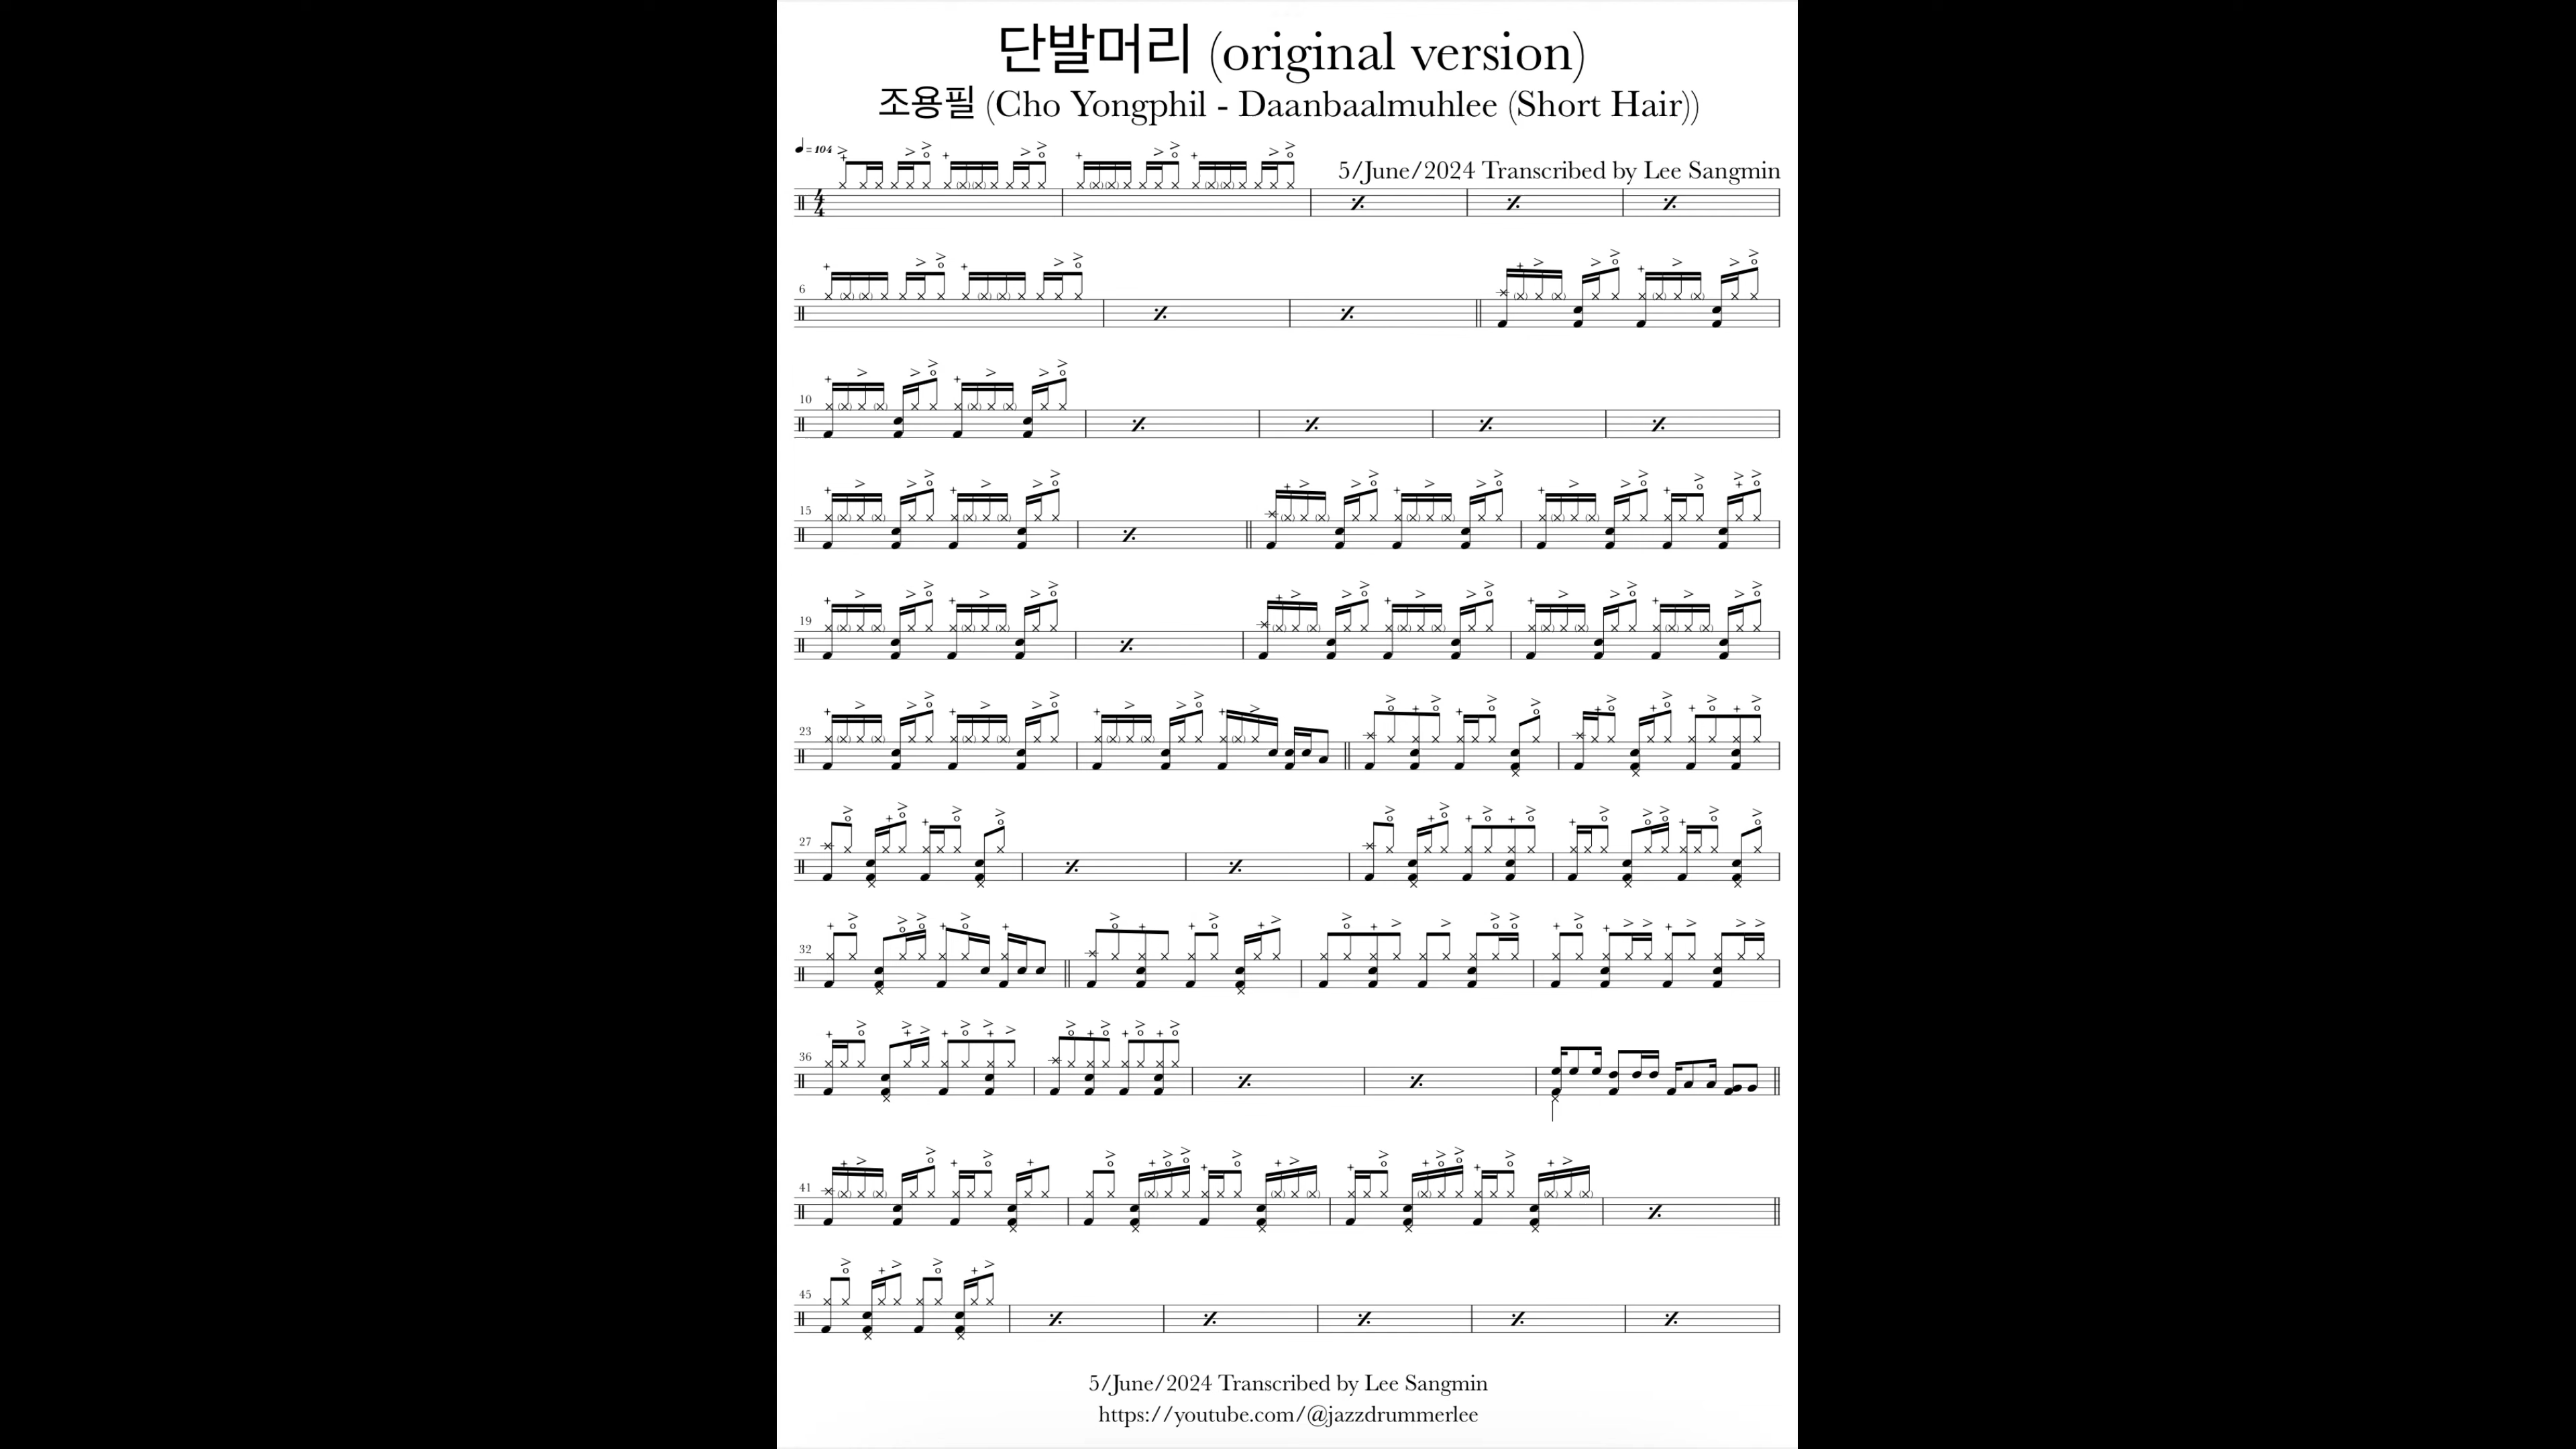 단발머리 (original version)
조용필 (Cho Yongphil - Daanbaalmuhlee (Short Hair))
♩= 104
5/June/2024 Transcribed by Lee Sangmin
4/4
6
10
15
19
23
27
32
36
41
45
5/June/2024 Transcribed by Lee Sangmin
https://youtube.com/@jazzdrummerlee